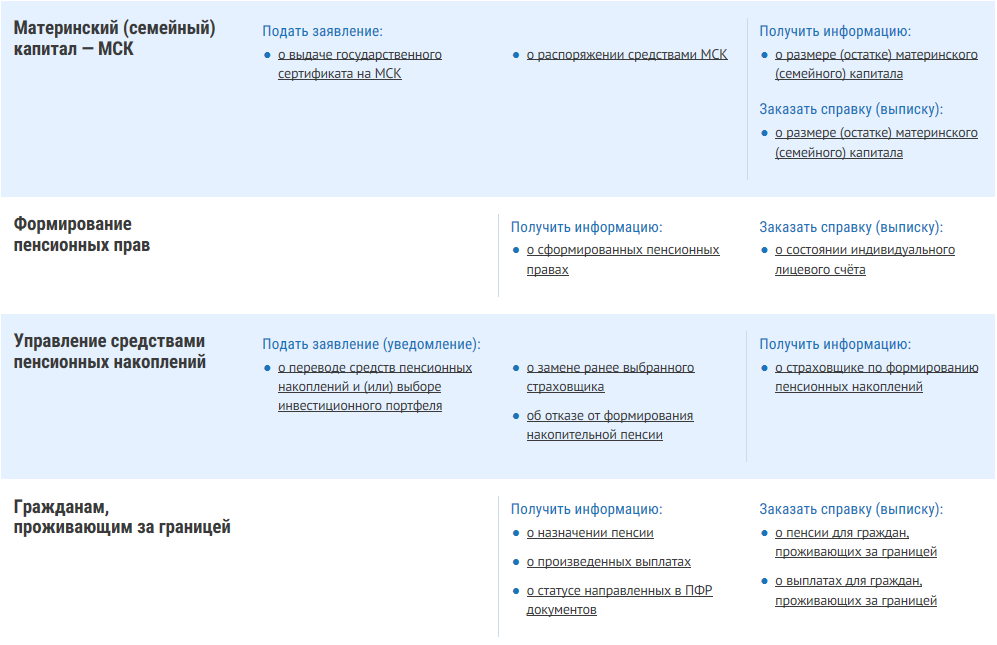 Материнский (семейный)
капитал — МСК
Подать заявление:
о выдаче государственного
сертификата на МСК
о распоряжении средствами МСК
Получить информацию:
о размере (остатке) материнского
(семейного) капитала
Заказать справку (выписку):
о размере (остатке) материнского
(семейного) капитала
Формирование
пенсионных прав
Получить информацию:
о сформированных пенсионных
правах
Заказать справку (выписку):
о состоянии индивидуального
лицевого счёта
Управление средствами
пенсионных накоплений
Подать заявление (уведомление):
о переводе средств пенсионных
накоплений и (или) выборе
инвестиционного портфеля
о замене ранее выбранного
страховщика
об отказе от формирования
накопительной пенсии
Получить информацию:
о страховщике по формированию
пенсионных накоплений
Гражданам,
проживающим за границей
Получить информацию:
о назначении пенсии
о произведенных выплатах
о статусе направленных в ПФР
документов
Заказать справку (выписку):
о пенсии для граждан,
проживающих за границей
о выплатах для граждан,
проживающих за границей